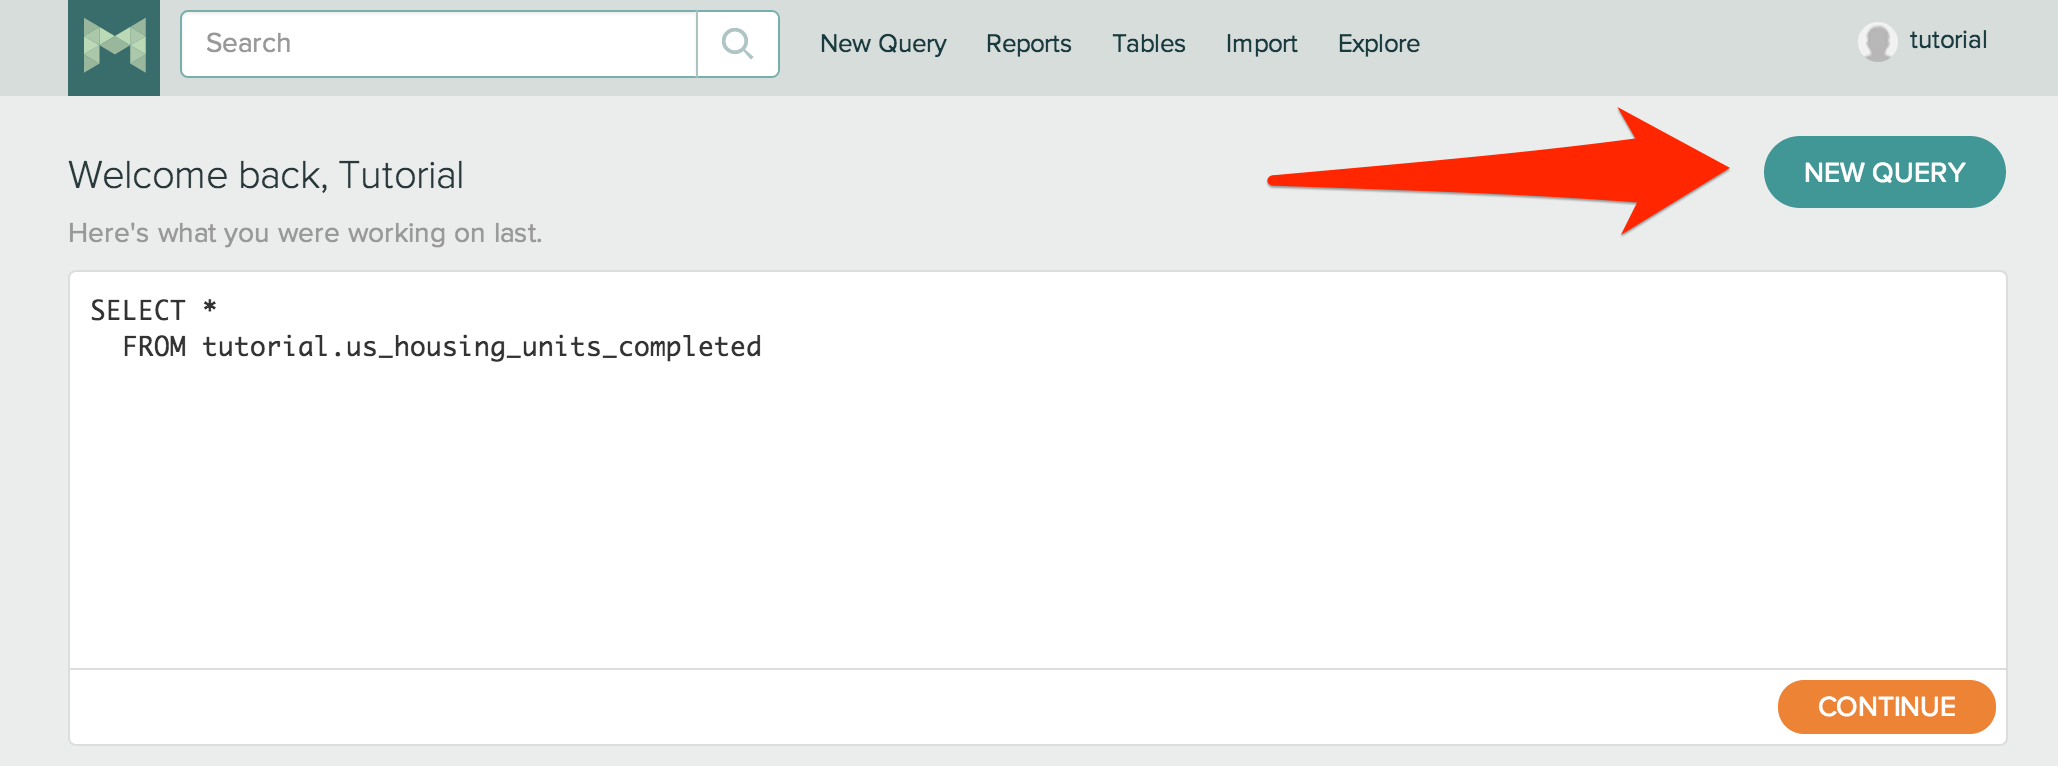 Search
New Query Reports Tables Import Explore
tutorial
Welcome back, Tutorial
NEW QUERY
Here's what you were working on last.
SELECT *
  FROM tutorial.us_housing_units_completed
CONTINUE